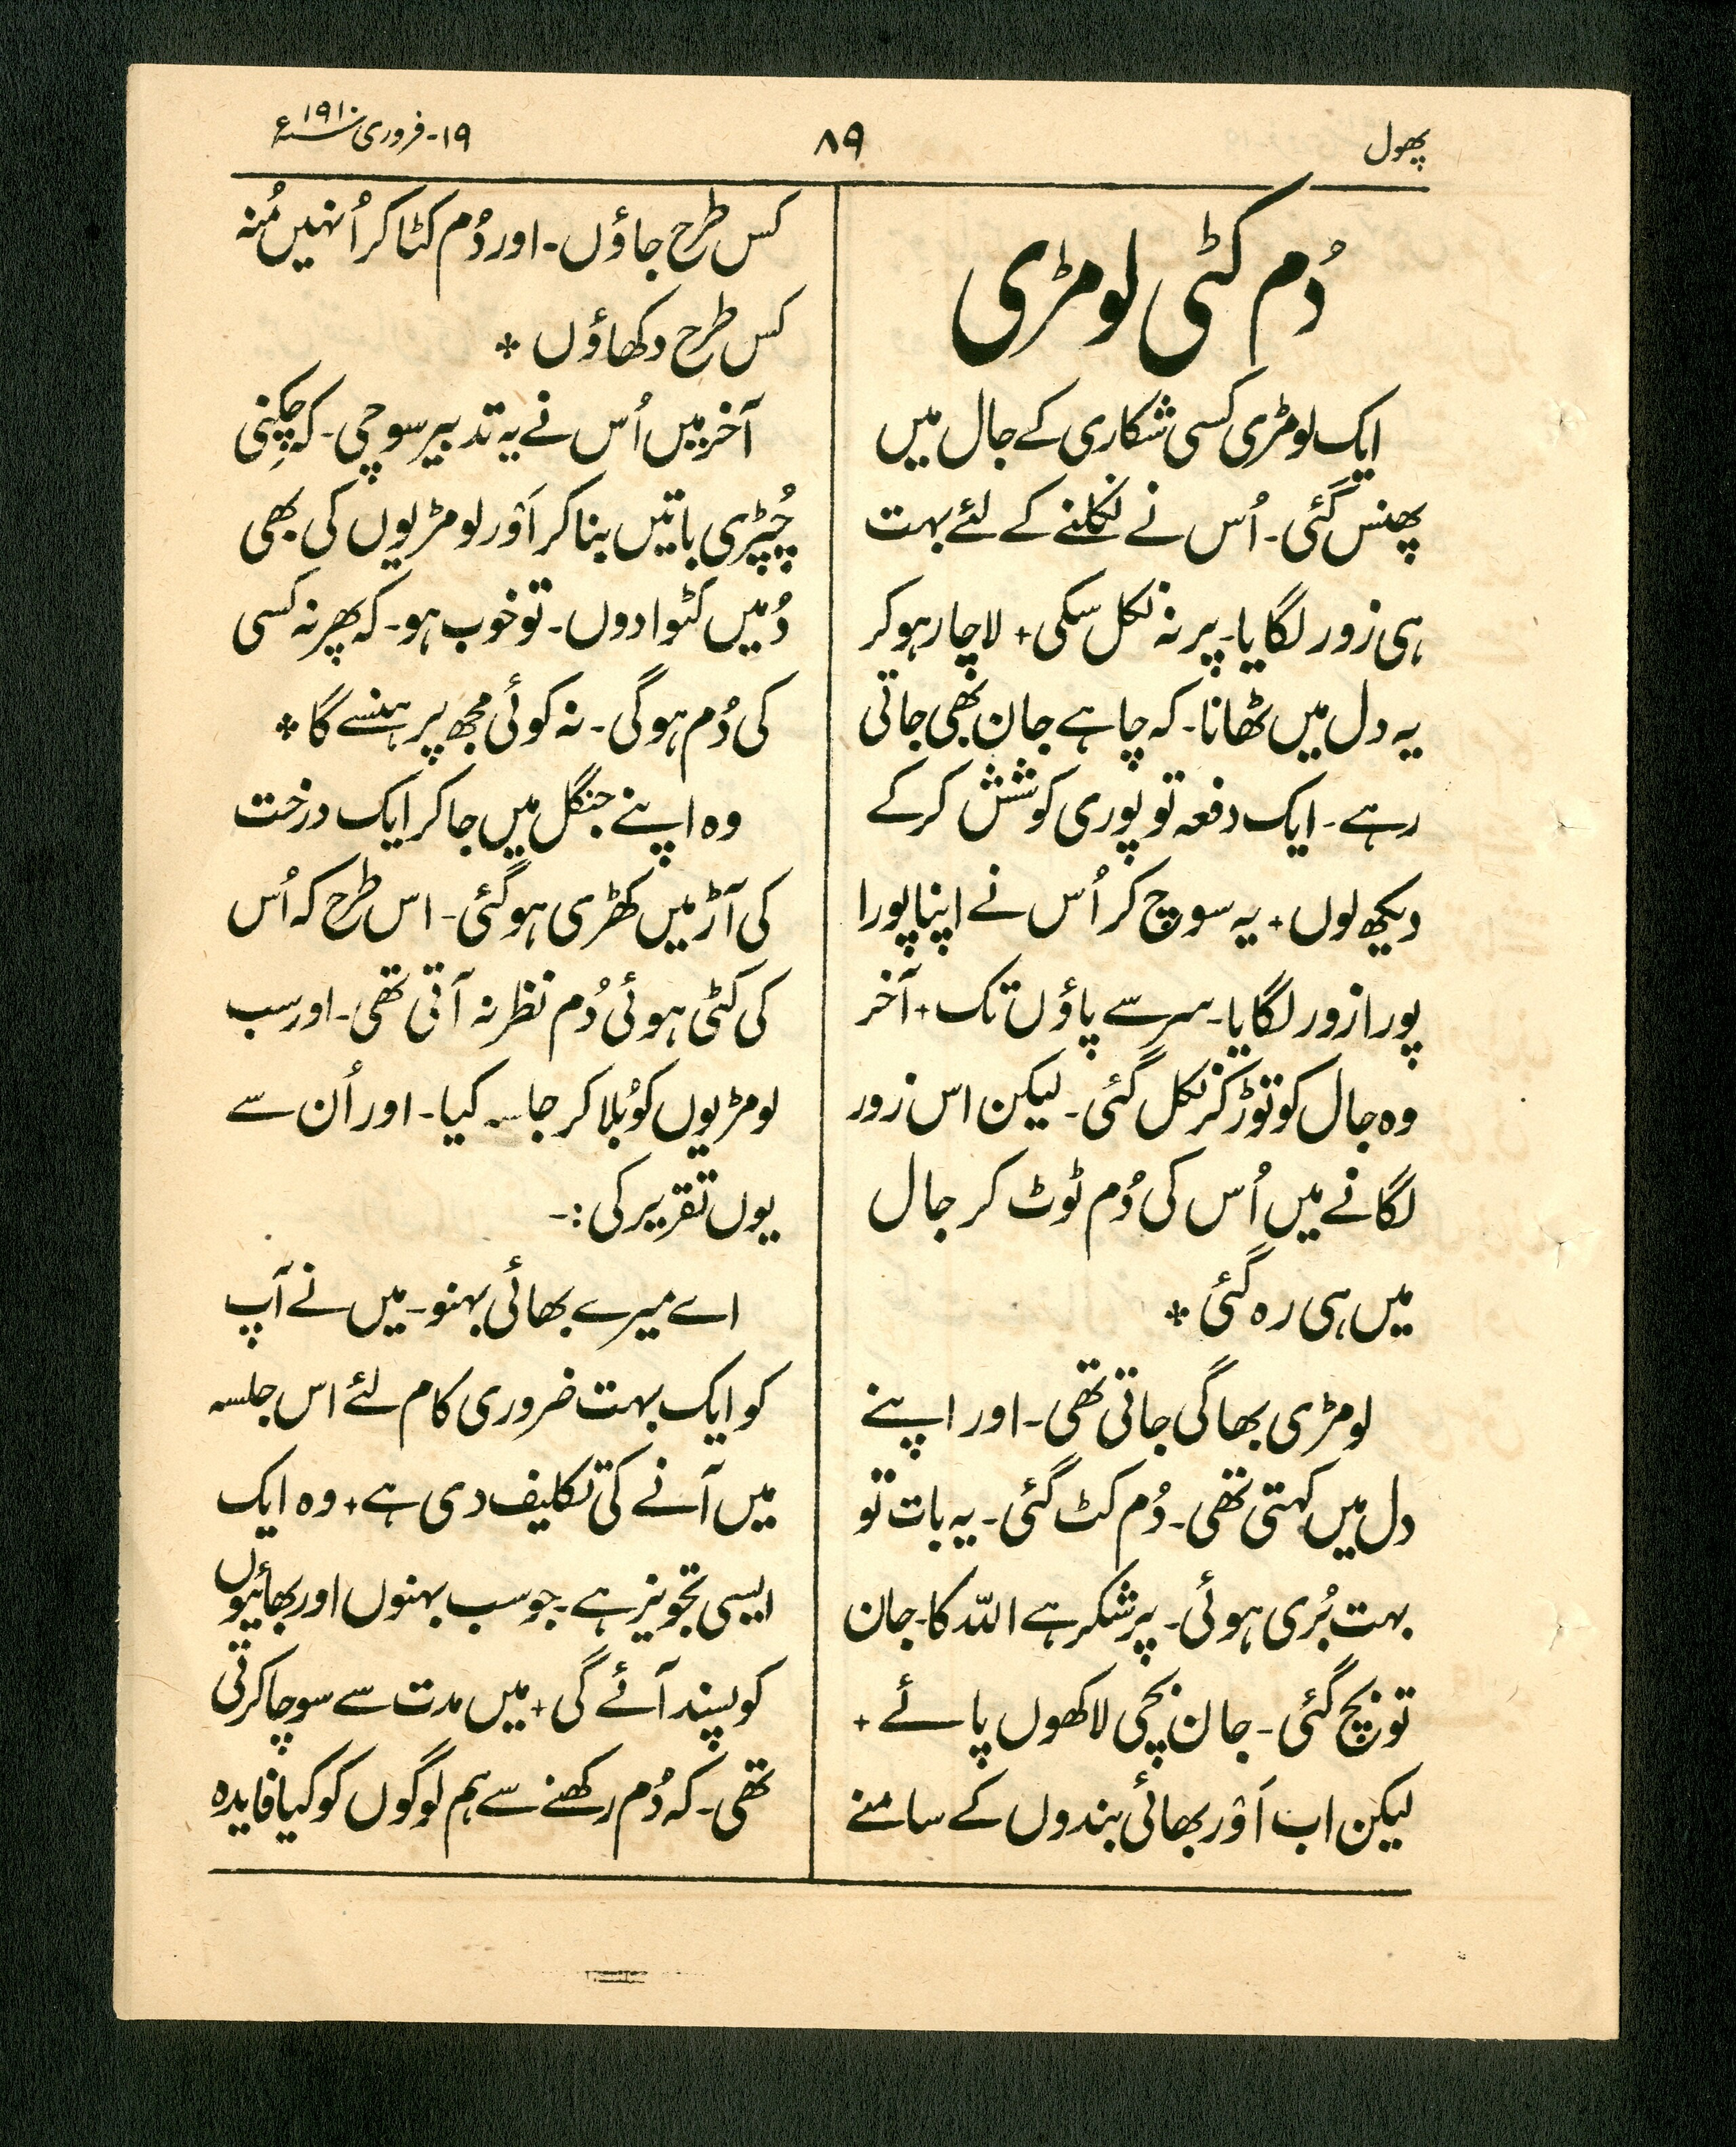 پھول
۸۹
۱۹۔ فروری ۱۹۱۰ء
دُم کٹی لومڑی
ایک لومڑی کسی شکاری کے جال میں
پھنس گئی۔ اُس نے نکلنے کے لئے بہت
ہی زور لگایا۔ پر نہ نکل سکی + لاچار ہو کر
یہ دل میں ٹھانا۔ کہ چاہے جان بھی جاتی
رہے۔ ایک دفعہ تو پوری کوشش کر کے
دیکھ لوں + یہ سوچ کر اُس نے اپنا پورا
پورا زور لگایا۔ سر سے پاؤں تک + آخر
وہ جال کو توڑ کر نکل گئی۔ لیکن اس زور
لگانے میں اُس کی دُم ٹوٹ کر جال
میں ہی رہ گئی *
لومڑی بھاگی جاتی تھی۔ اور اپنے
دل میں کہتی تھی۔ دُم کٹ گئی۔ یہ بات تو
بہت بُری ہوئی۔ پر شکر ہے اللہ کا۔ جان
تو بچ گئی۔ جان بچی لاکھوں پائے +
لیکن اب اَوْر بھائی بندوں کے سامنے
کس طرح جاؤں۔ اور دُم کٹا کر اُنہیں مُنہ
کس طرح دکھاؤں *
آخر میں اُس نے یہ تدبیر سوچی۔ کہ چکِنی
چُپڑی باتیں بنا کر اَوْر لومڑیوں کی بھی
دُمیں کٹوا دوں۔ تو خوب ہو۔ کہ پھر نہ کسی
کی دُم ہوگی۔ نہ کوئی مجھ پر ہنسے گا *
وہ اپنے جنگل میں جا کر ایک درخت
کی آڑ میں کھڑی ہو گئی۔ اس طرح کہ اُس
کی کٹی ہوئی دُم نظر نہ آتی تھی۔ اور سب
لومڑیوں کو بُلا کر جلسہ کیا۔ اور اُن سے
یوں تقریر کی :۔
اے میرے بھائی بہنو۔ میں نے آپ
کو ایک بہت ضروری کام لئے اس جلسہ
میں آنے کی تکلیف دی ہے + وہ ایک
ایسی تجویز ہے۔ جو سب بہنوں اور بھائیوں
کو پسند آئے گی + میں مدت سے سوچا کرتی
تھی۔ کہ دُم رکھنے سے ہم لوگوں کو کیا فایدہ